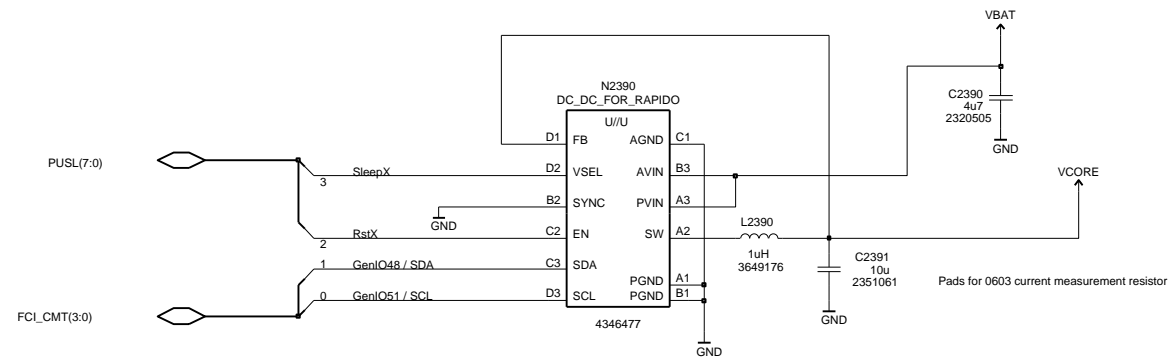 VBAT
N2390
DC_DC_FOR_RAPIDO
C2390
4u7
2320505
GND
U//U
D1 FB AGND C1
PUSL(7:0)
3 SleepX D2 VSEL AVIN B3
VCORE
GND B2 SYNC PVIN A3
L2390
2 RstX C2 EN SW A2
1uH
3649176
C2391
10u
2351061
1 GenIO48 / SDA C3 SDA
PGND A1
Pads for 0603 current measurement resistor
0 GenIO51 / SCL D3 SCL PGND B1
FCI_CMT(3:0)
GND
4346477
GND